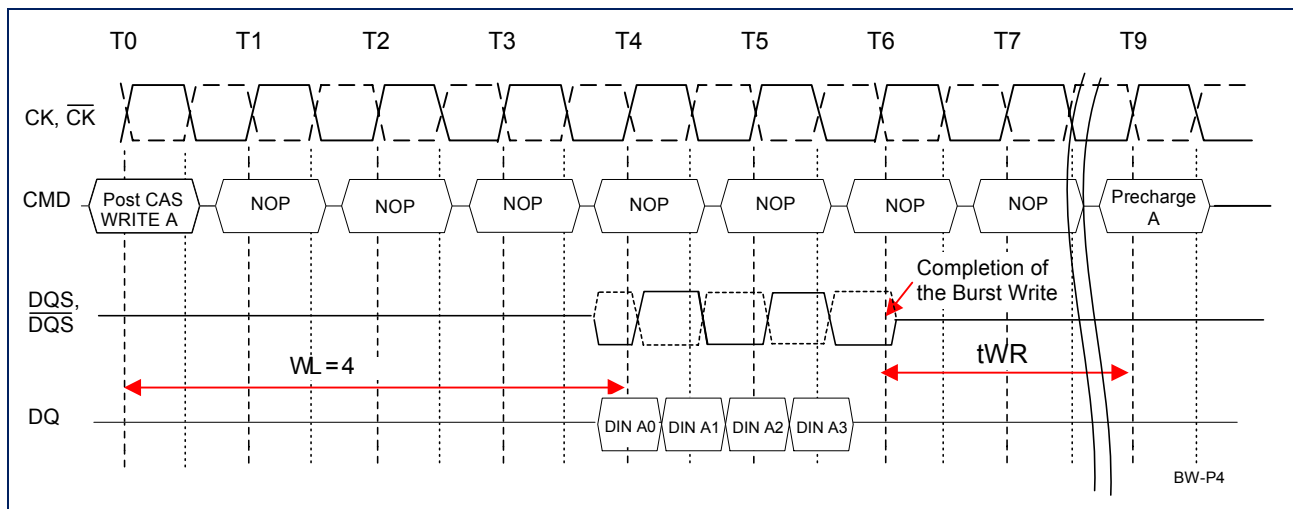 T0 T1 T2 T3 T4 T5 T6 T7 T9
CK, C̅K̅
CMD Post CAS NOP NOP NOP NOP NOP NOP NOP Precharge
WRITE A A
Completion of
the Burst Write
DQS,
D̅Q̅S̅
WL = 4 tWR
DQ DIN A0 DIN A1 DIN A2 DIN A3
BW-P4